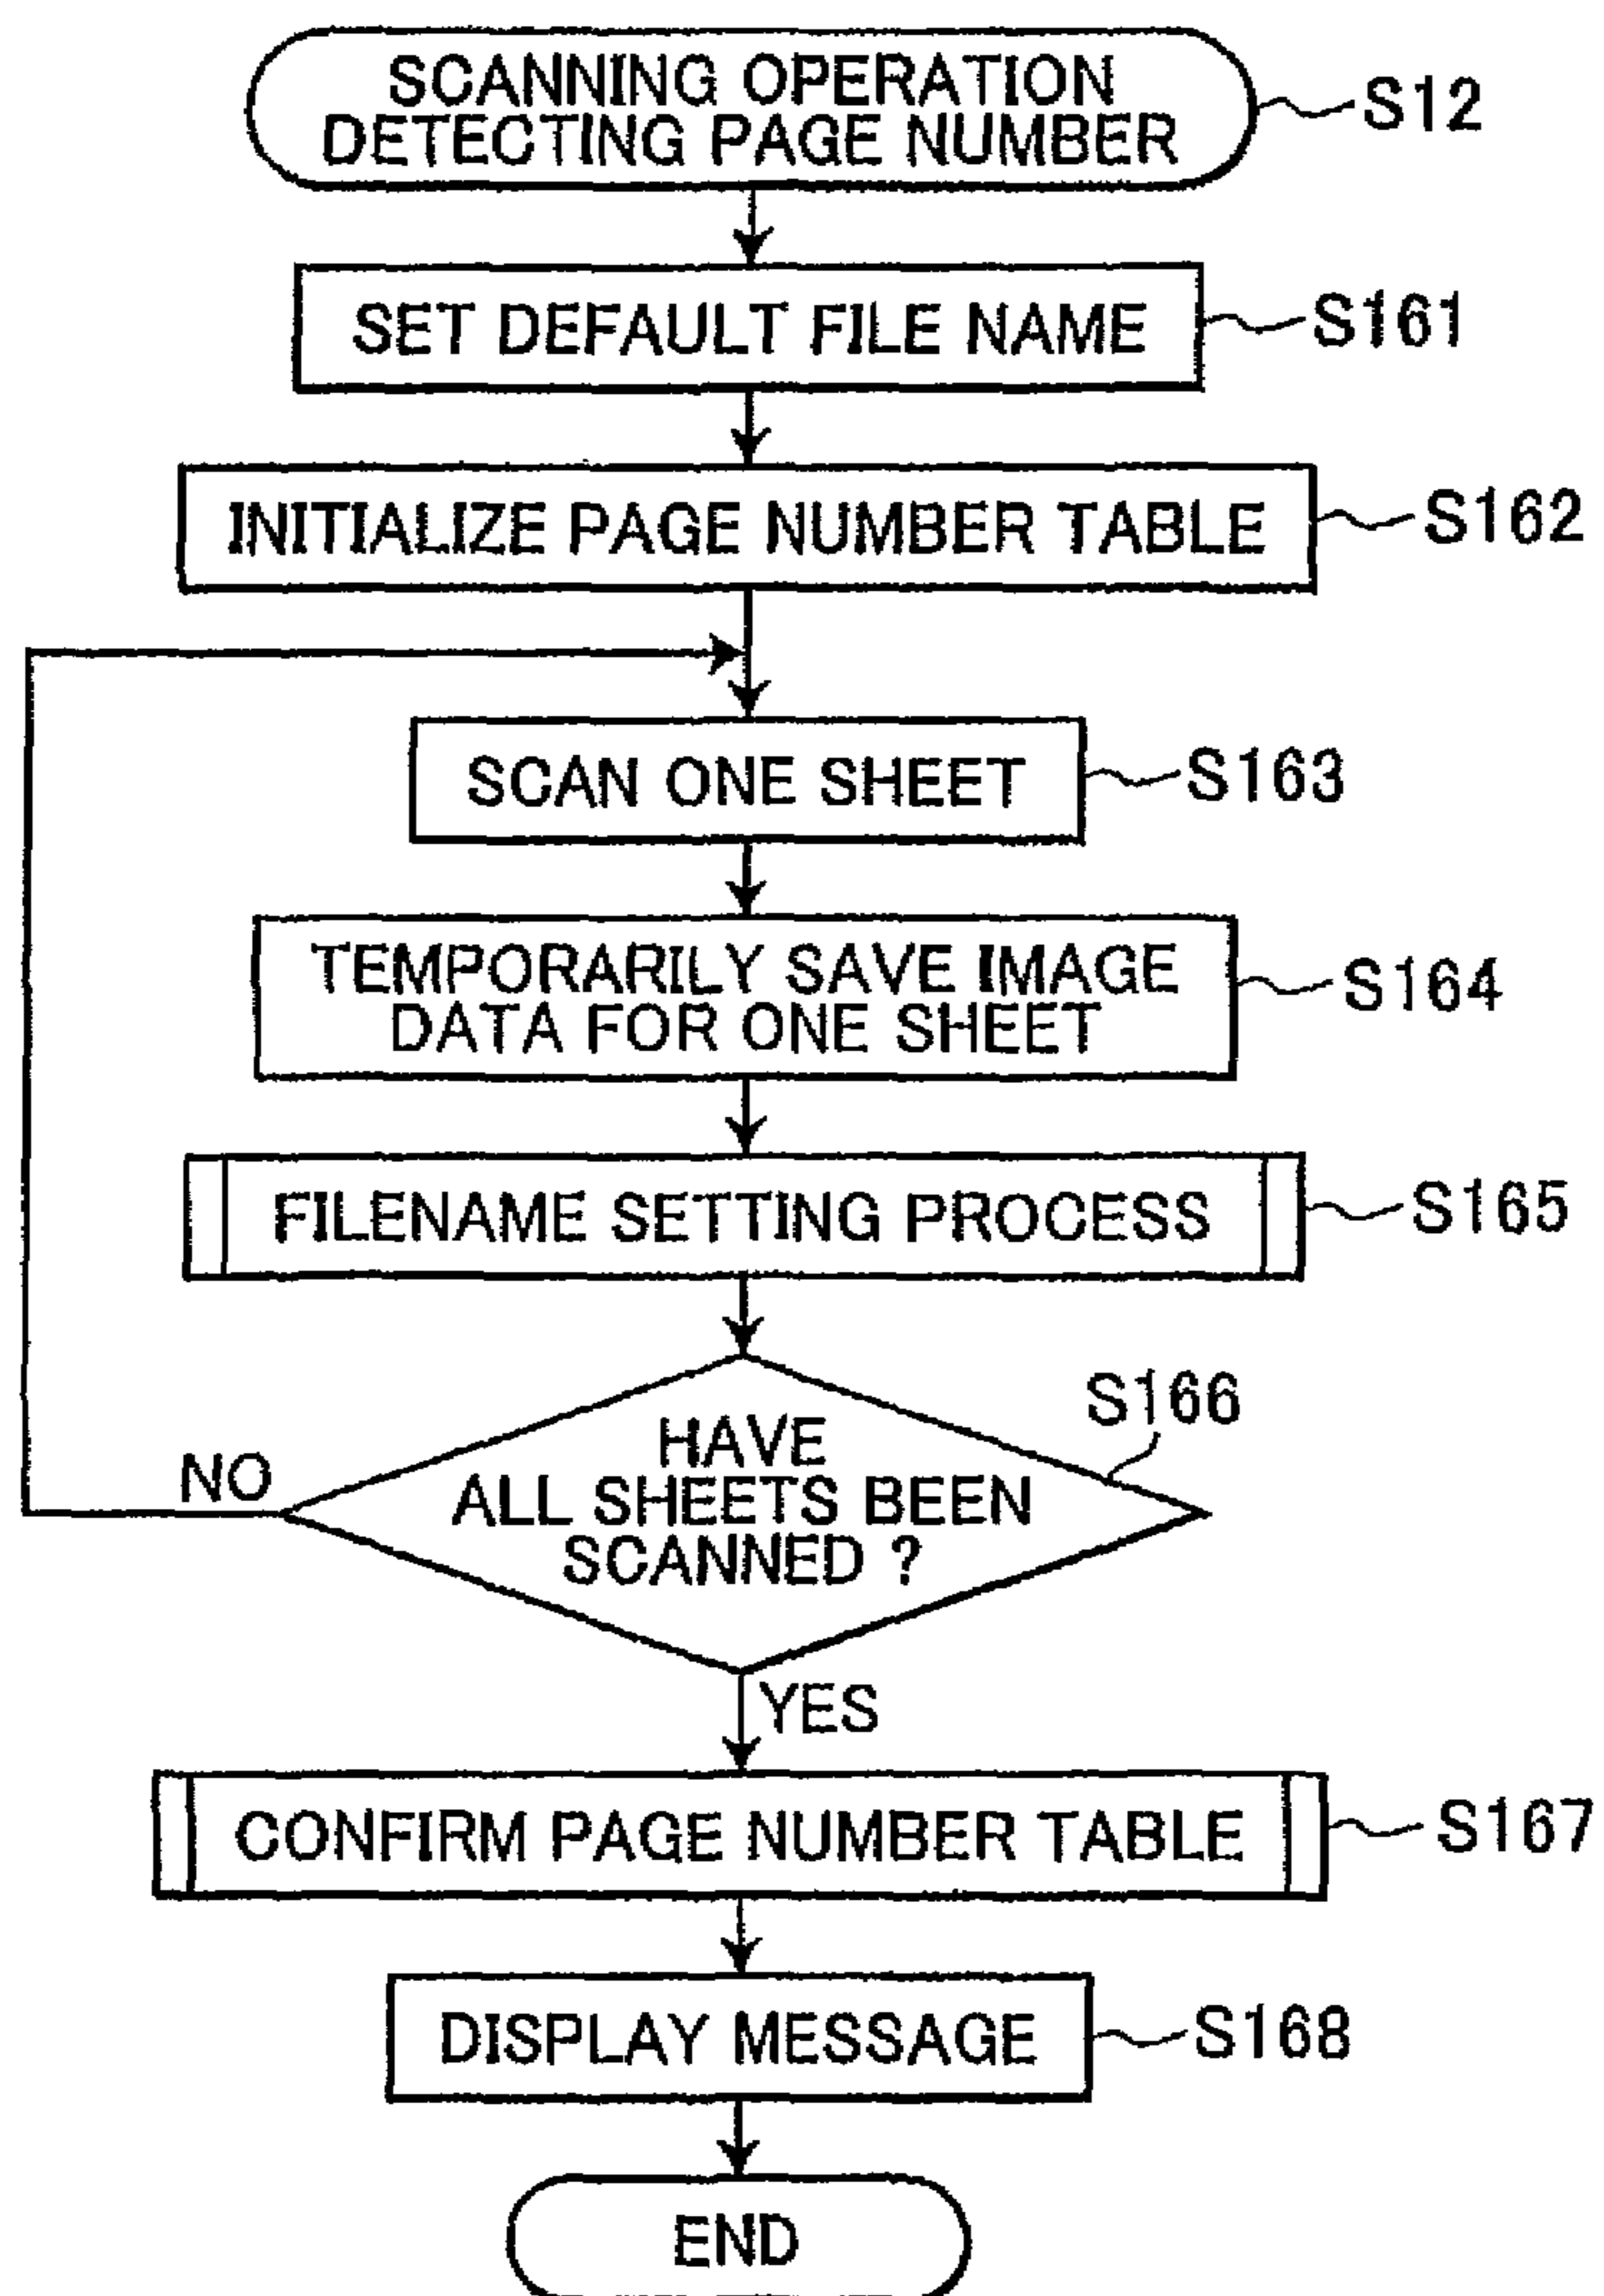 SCANNING OPERATION
DETECTING PAGE NUMBER
S12
SET DEFAULT FILE NAME
S161
INITIALIZE PAGE NUMBER TABLE
S162
SCAN ONE SHEET
S163
TEMPORARILY SAVE IMAGE
DATA FOR ONE SHEET
S164
FILENAME SETTING PROCESS
S165
S166
HAVE
ALL SHEETS BEEN
SCANNED ?
NO
YES
CONFIRM PAGE NUMBER TABLE
S167
DISPLAY MESSAGE
S168
END